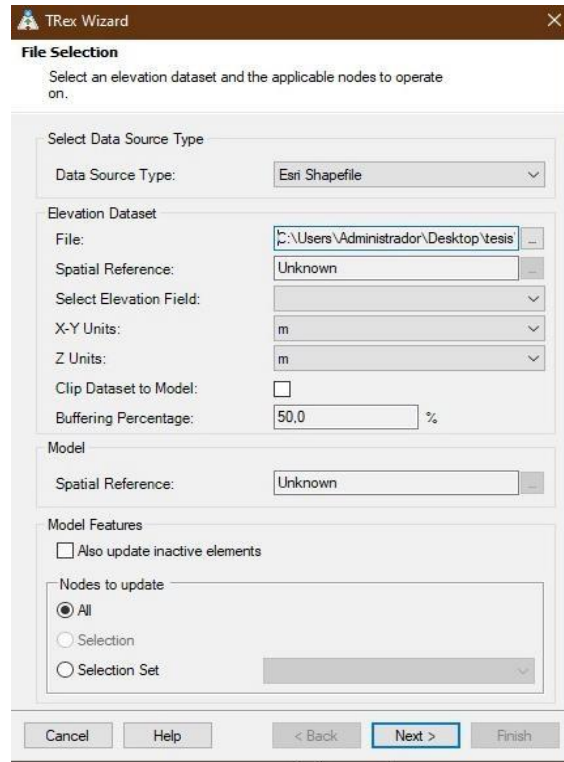 TRex Wizard
File Selection
Select an elevation dataset and the applicable nodes to operate
on.
Select Data Source Type
Data Source Type: Esri Shapefile
Elevation Dataset
File: C:\Users\Administrador\Desktop\tesis\ ...
Spatial Reference: Unknown ...
Select Elevation Field:
X-Y Units: m
Z Units: m
Clip Dataset to Model:
Buffering Percentage: 50,0 %
Model
Spatial Reference: Unknown ...
Model Features
Also update inactive elements
Nodes to update
All
Selection
Selection Set
Cancel Help < Back Next > Finish